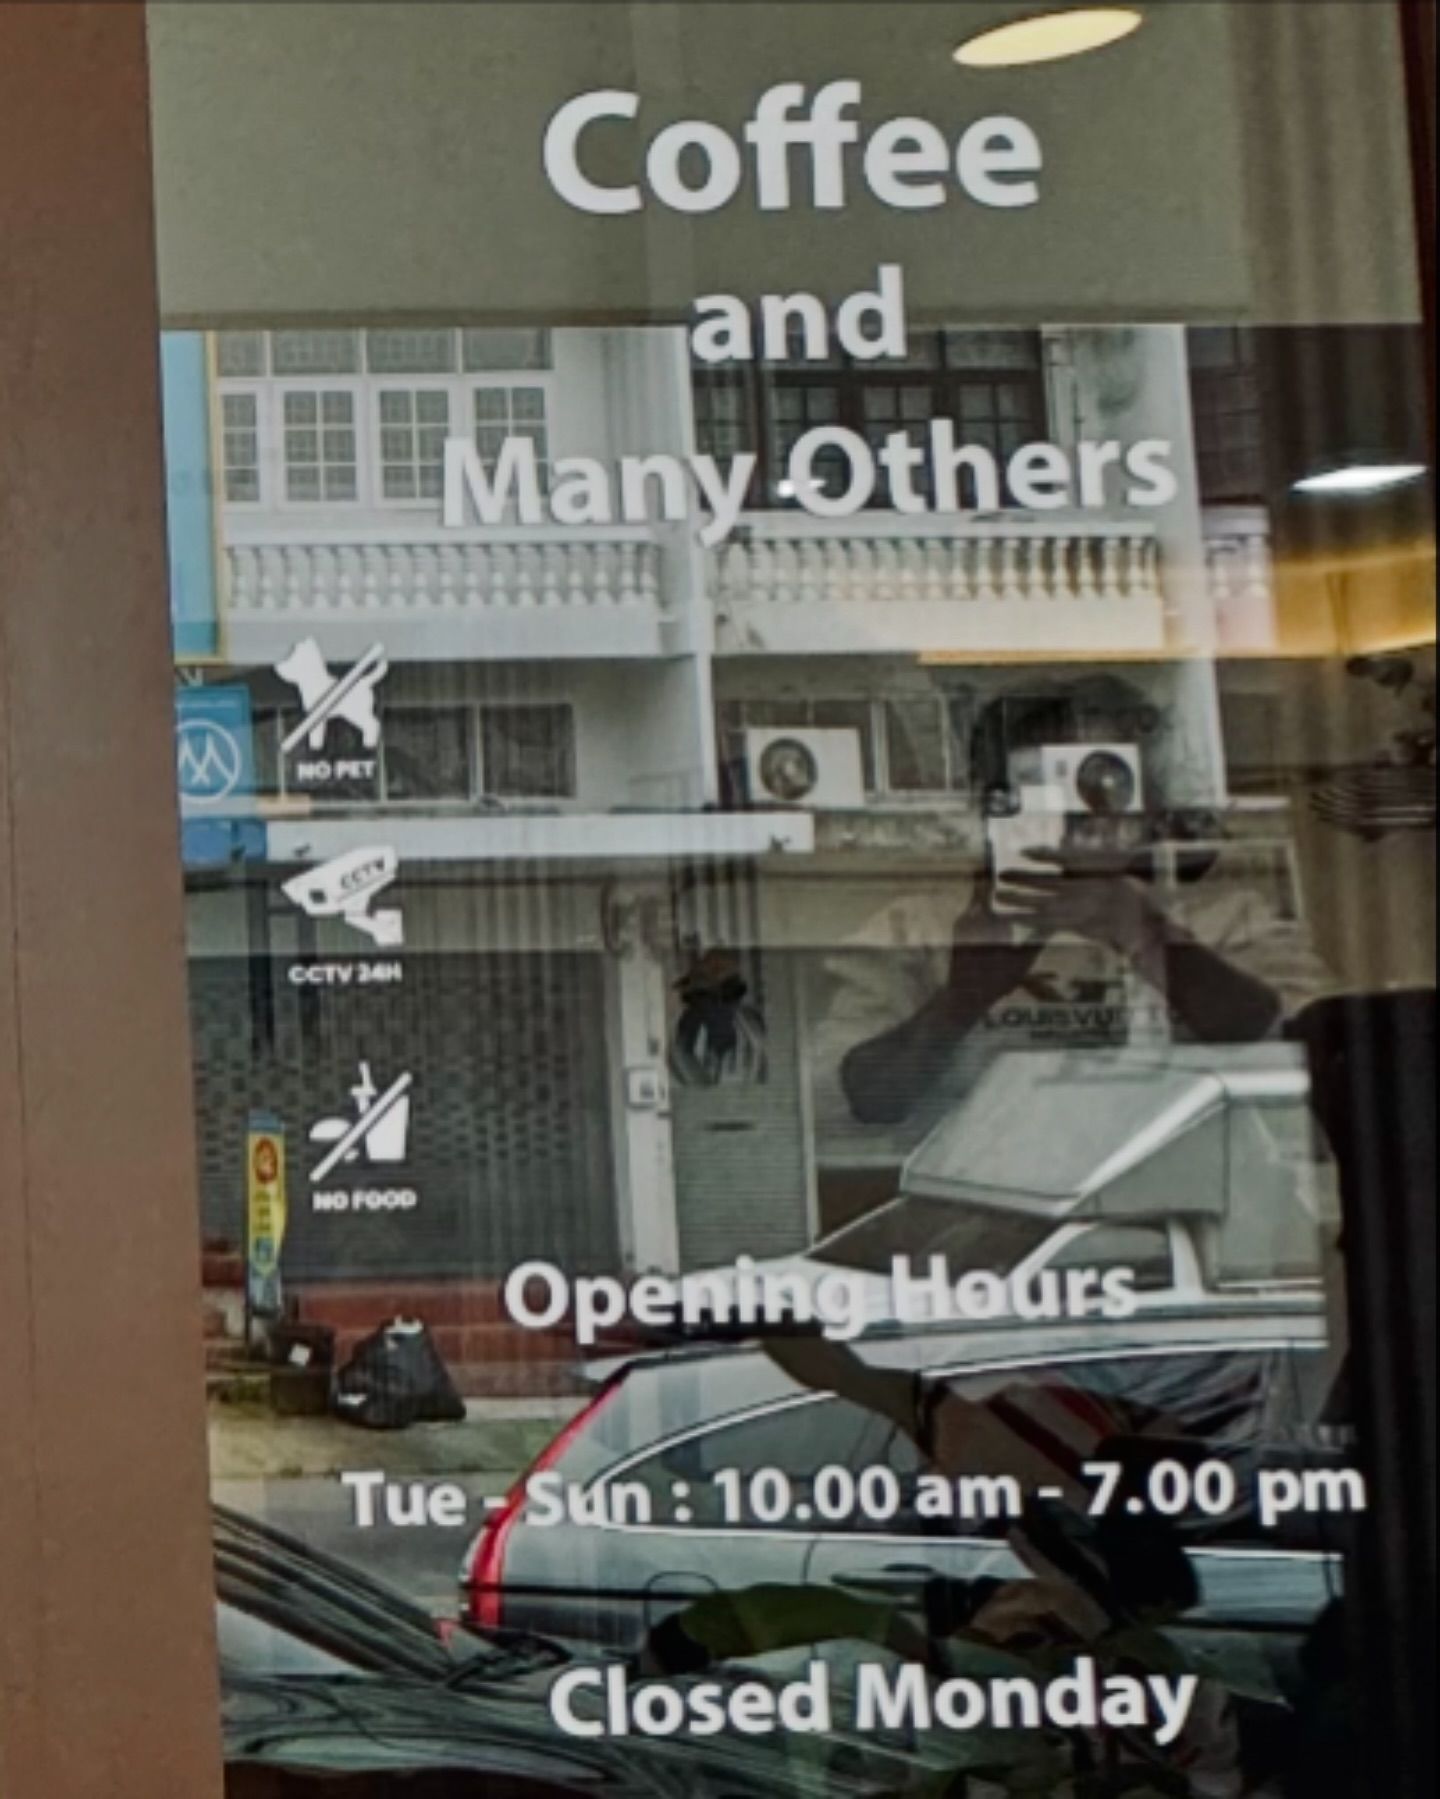 Coffee
and
Many Others
NO PET
CCTV
CCTV 24H
NO FOOD
Opening Hours
Tue - Sun : 10.00 am - 7.00 pm
Closed Monday